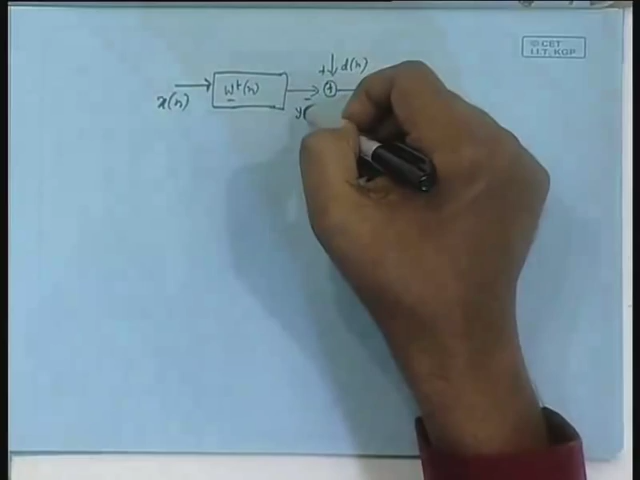 © CET
I.I.T. KGP
+ d(n)
x(n) w^t(n) - +
y(